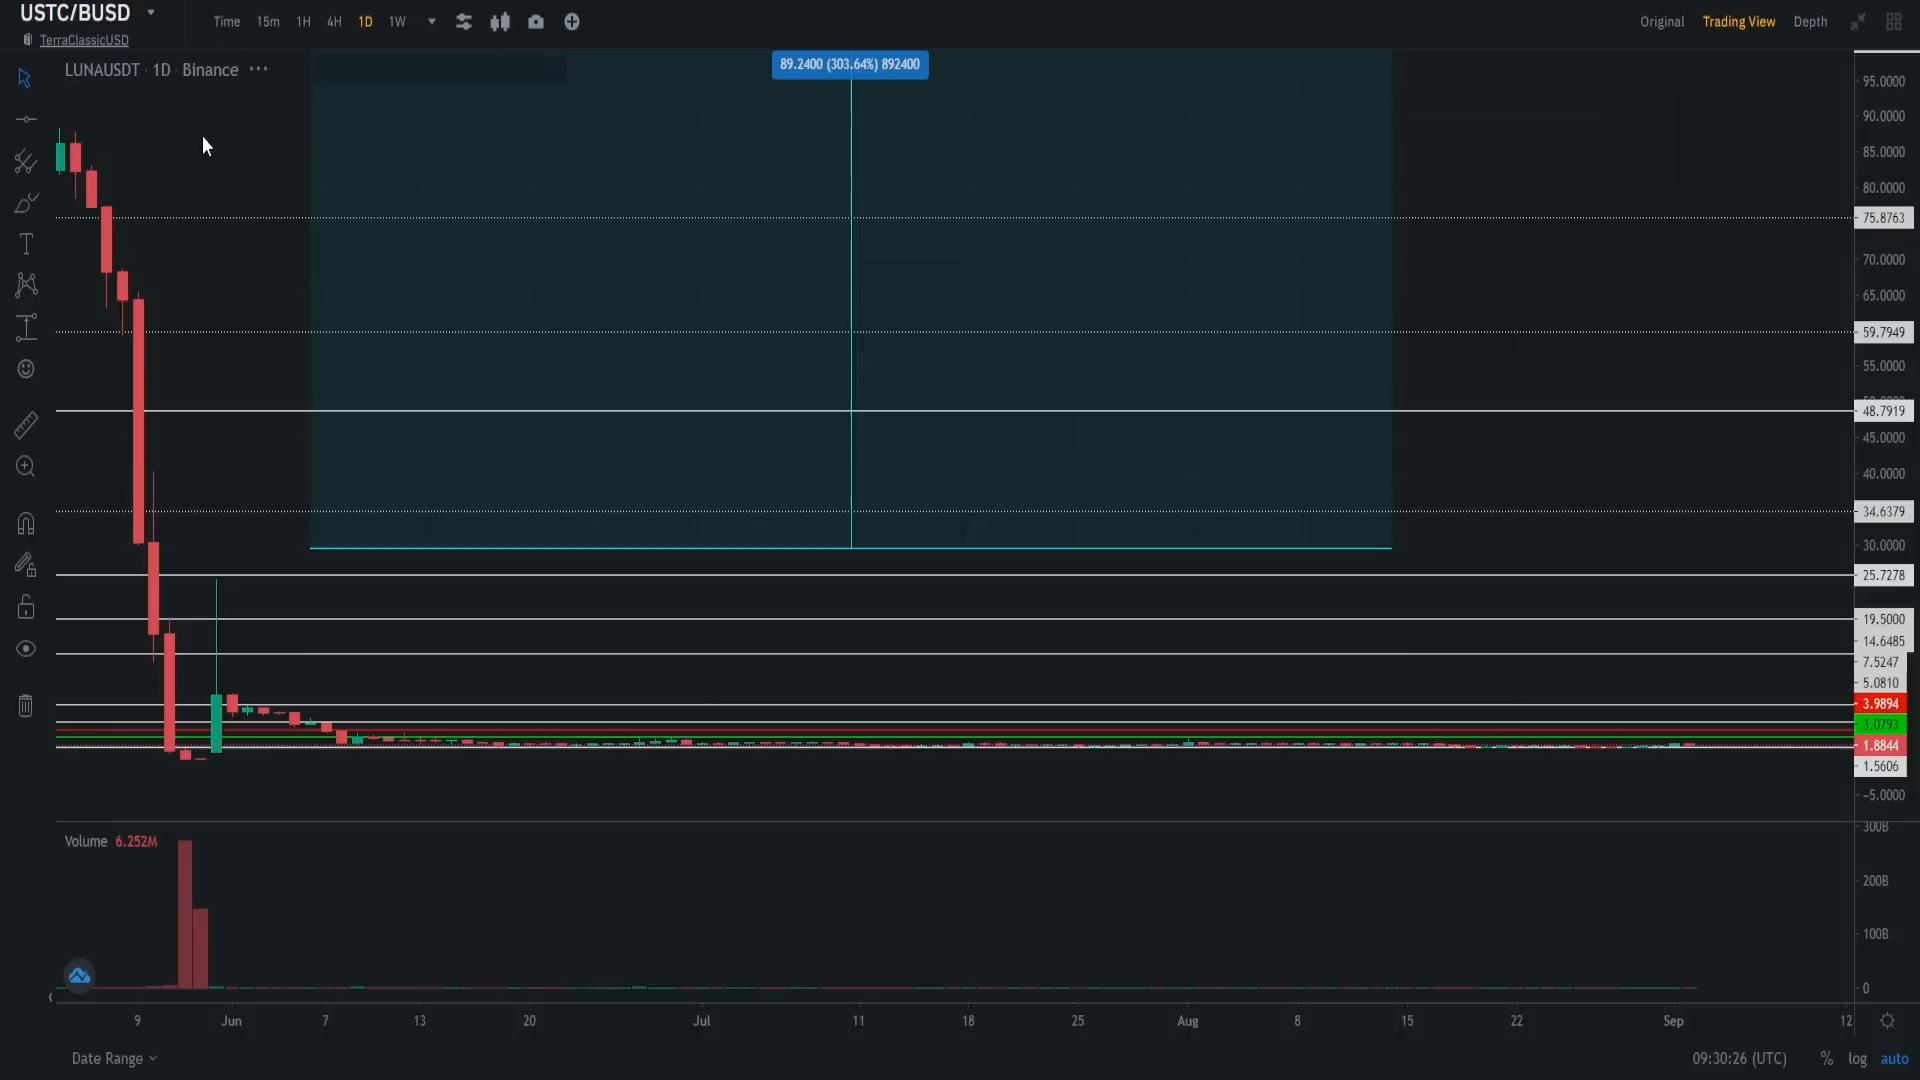 USTC/BUSD
TerraClassicUSD
Time 15m 1H 4H 1D 1W
Original Trading View Depth
LUNAUSDT · 1D · Binance ···
89.2400 (303.64%) 892400
95.0000
90.0000
85.0000
80.0000
75.8763
70.0000
65.0000
59.7949
55.0000
48.7919
45.0000
40.0000
34.6379
30.0000
25.7278
19.5000
14.6485
7.5247
5.0810
3.9894
3.0793
1.8844
1.5606
−5.0000
Volume 6.252M
300B
200B
100B
0
9 Jun 7 13 20 Jul 11 18 25 Aug 8 15 22 Sep 12
Date Range
09:30:26 (UTC) % log auto